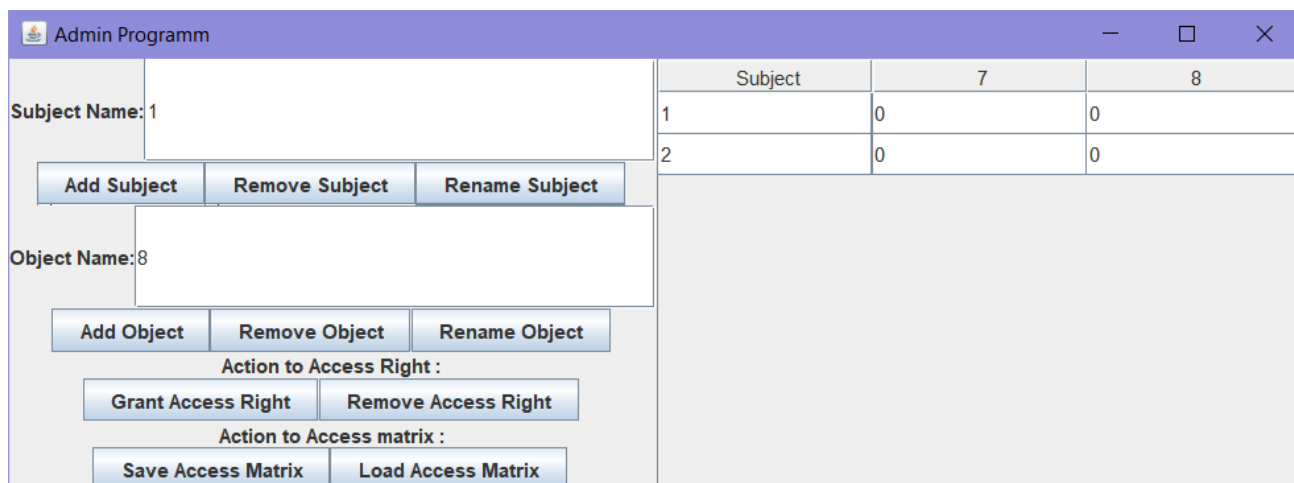 Admin Programm
Subject Name: 1
Add Subject Remove Subject Rename Subject
Object Name: 8
Add Object Remove Object Rename Object
Action to Access Right :
Grant Access Right Remove Access Right
Action to Access matrix :
Save Access Matrix Load Access Matrix
Subject 7 8
1 0 0
2 0 0